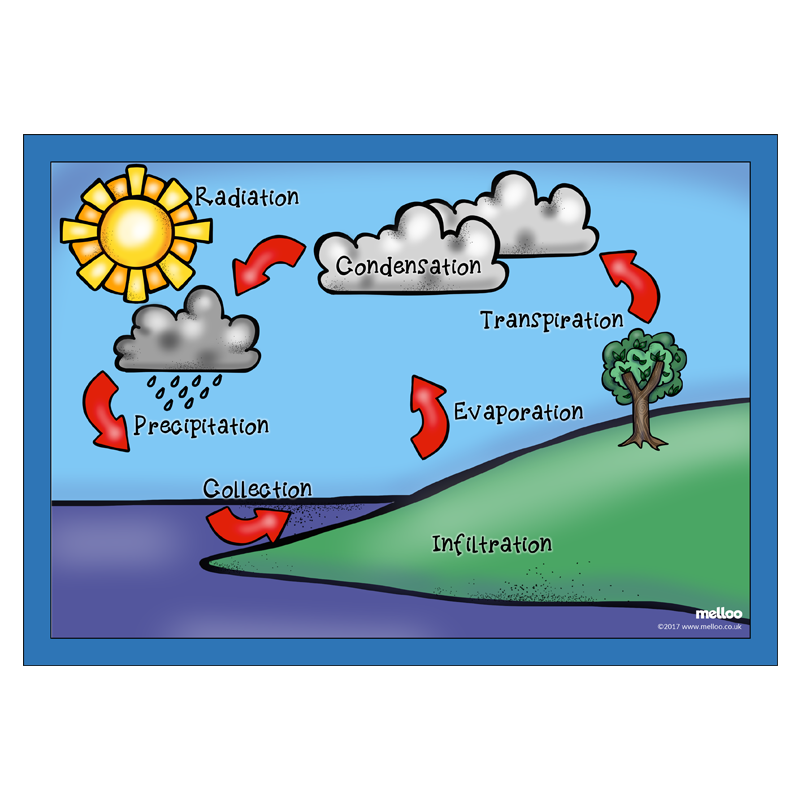 Radiation
Condensation
Transpiration
Evaporation
Precipitation
Collection
Infiltration
melloo
©2017 www.melloo.co.uk